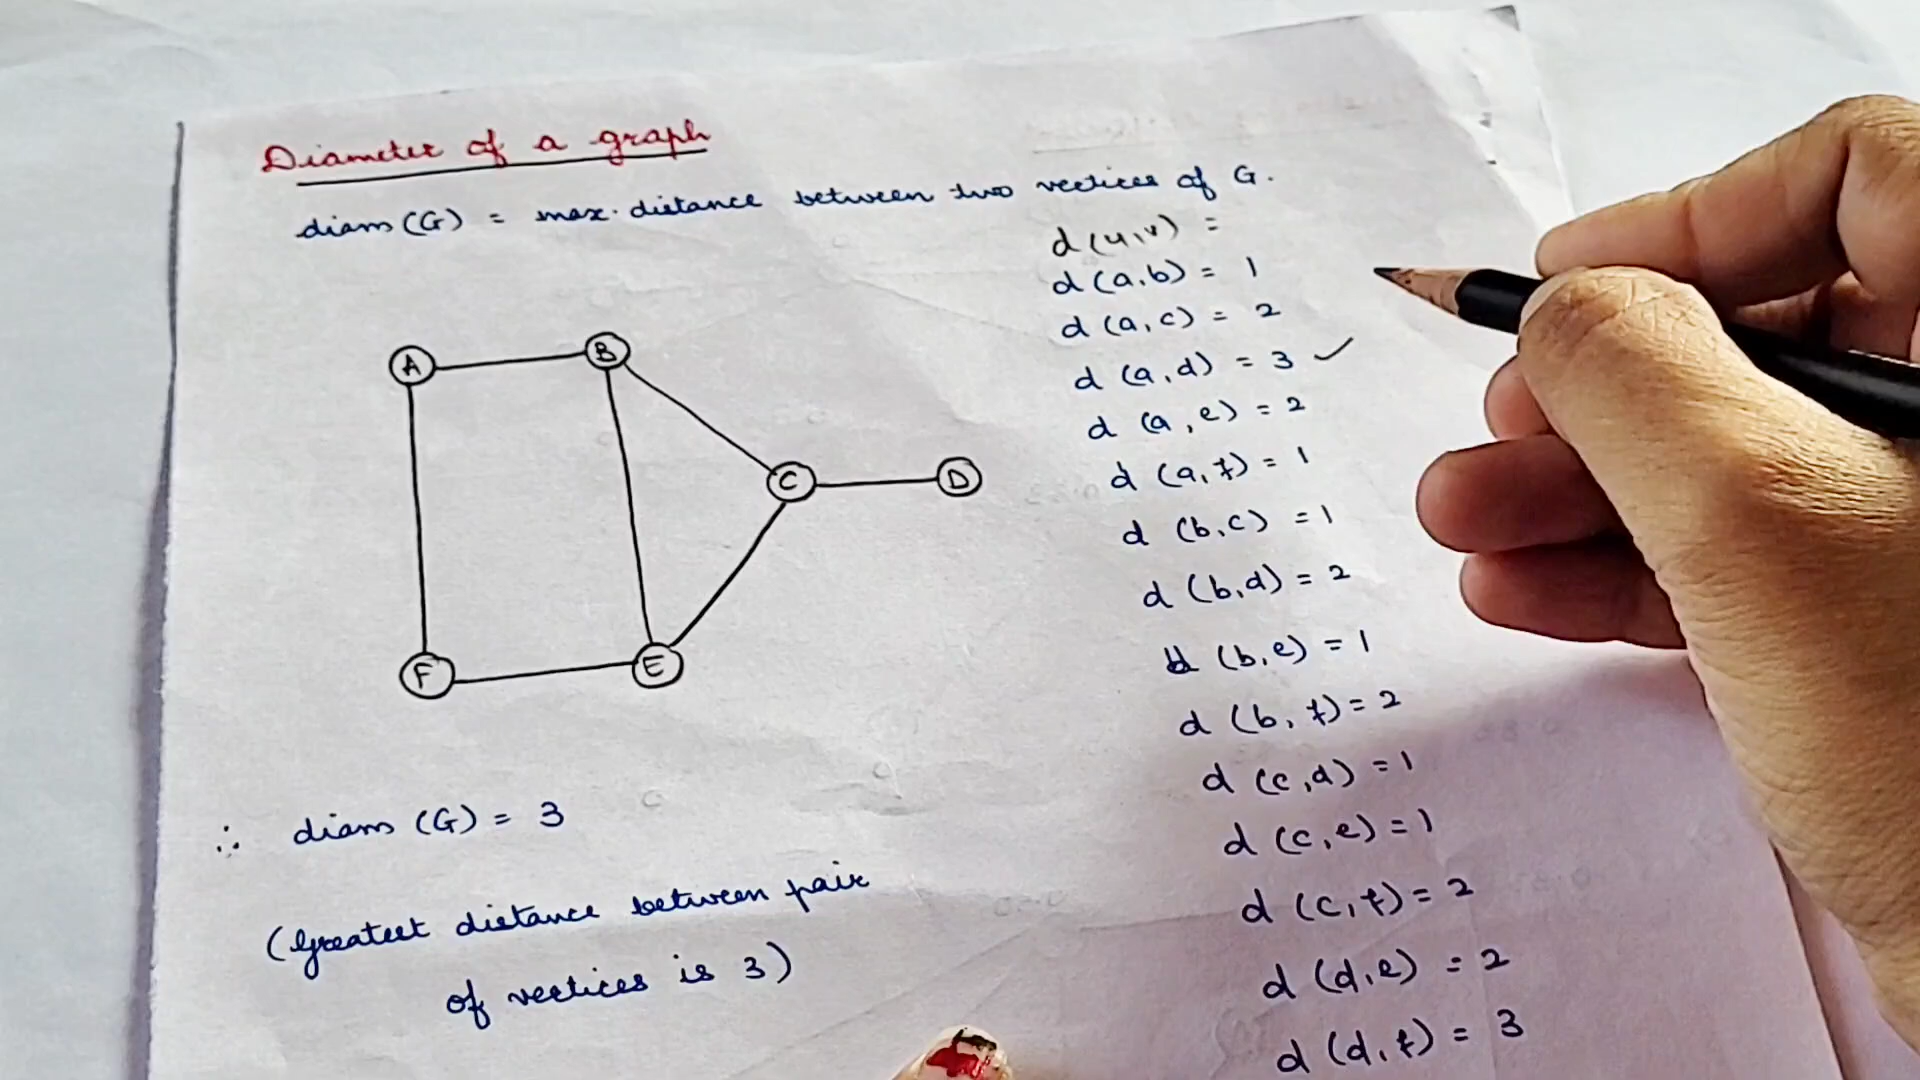 Diameter of a graph
diam (G) = max. distance between two vertices of G.
d (u,v) =
d (a,b) = 1
d (a,c) = 2
d (a,d) = 3 ✓
d (a,e) = 2
d (a,f) = 1
d (b,c) = 1
d (b,d) = 2
d (b,e) = 1
d (b,f) = 2
d (c,d) = 1
d (c,e) = 1
d (c,f) = 2
d (d,e) = 2
d (d,f) = 3
A B
C D
F E
∴ diam (G) = 3
(Greatest distance between pair
of vertices is 3)